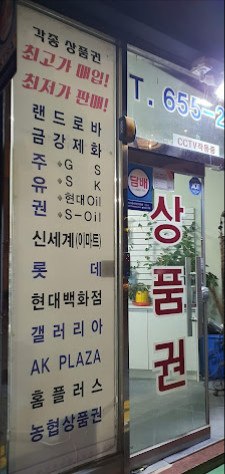 각종 상품권
최고가 매입!
최저가 판매!
랜드로바
금강제화
주유권
◆G S
◆S K
◆현대Oil
◆S-Oil
신세계(이마트)
롯 데
현대백화점
갤러리아
AK PLAZA
홈플러스
농협상품권
T. 655-2
CCTV작동중
담배
상품권